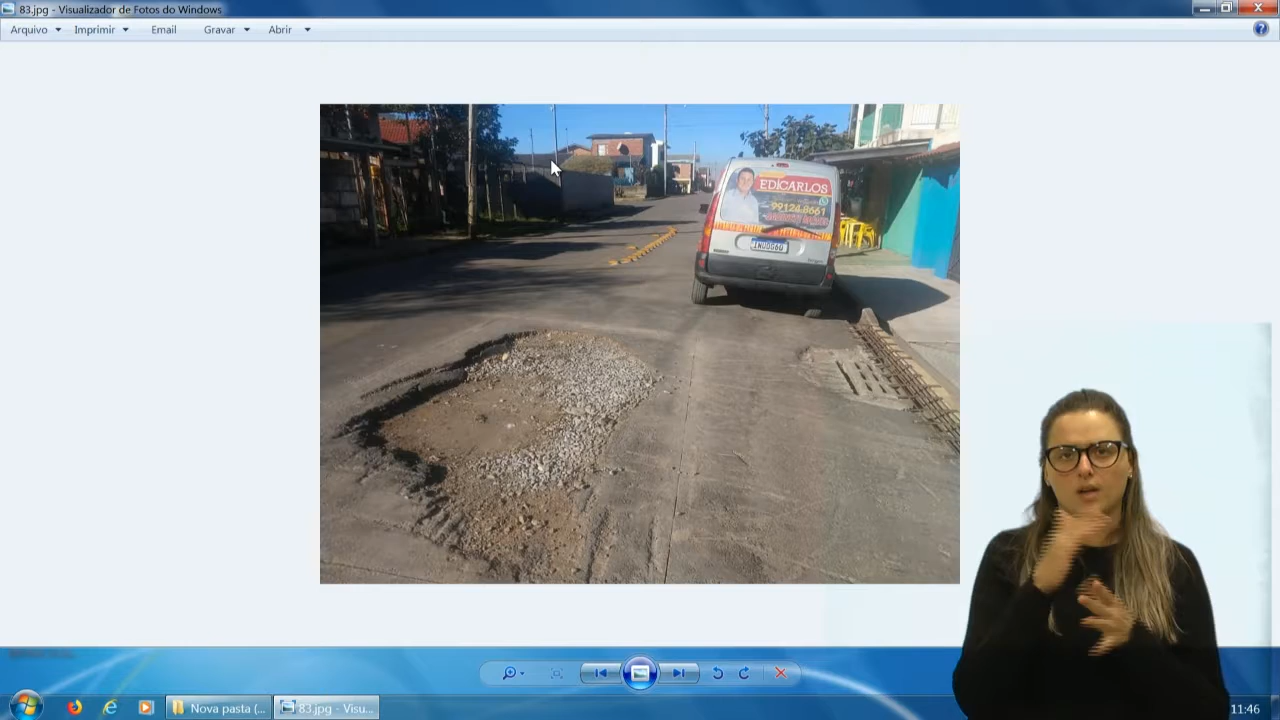 83.jpg - Visualizador de Fotos do Windows
Arquivo Imprimir Email Gravar Abrir
EDICARLOS
99124.8661
Nova pasta (...
83.jpg - Visu...
11:46